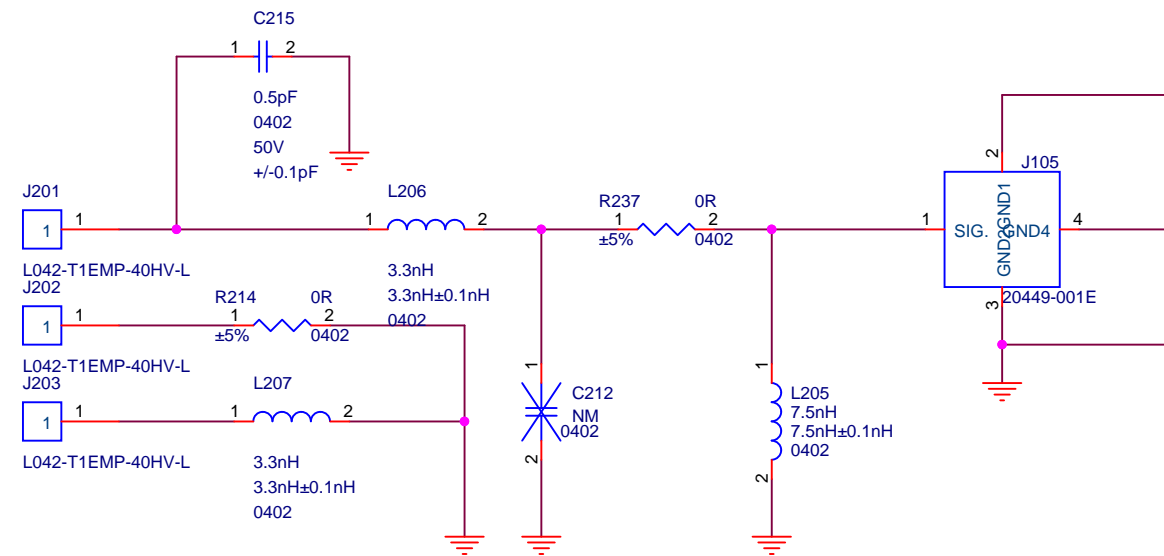 C215
1 2
0.5pF
0402
50V
+/-0.1pF
J201
1 1
L042-T1EMP-40HV-L
L206
1 2
3.3nH
3.3nH±0.1nH
0402
R237 0R
1 2
±5% 0402
J105
1 SIG. GND4 4
2 GND1
GND2 3
20449-001E
J202
1 1
L042-T1EMP-40HV-L
R214 0R
1 2
±5% 0402
J203
1 1
L042-T1EMP-40HV-L
L207
1 2
3.3nH
3.3nH±0.1nH
0402
1
C212
NM
0402
2
1
L205
7.5nH
7.5nH±0.1nH
0402
2